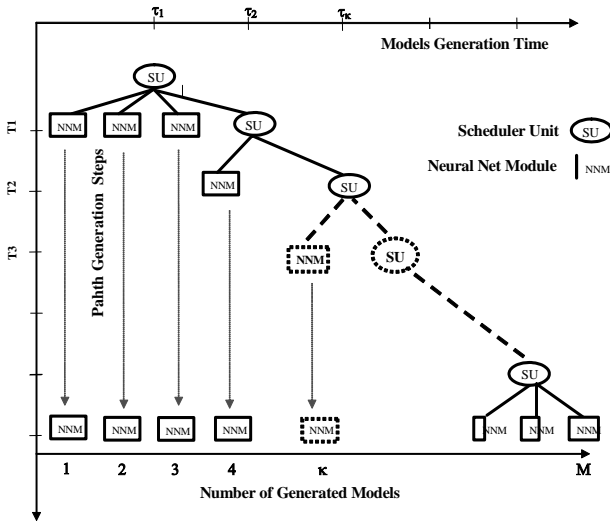 τ1 τ2 τκ
Models Generation Time
SU
NNM NNM NNM SU
T1
Scheduler Unit SU
Neural Net Module NNM
NNM SU
T2
Pahth Generation Steps
NNM SU
T3
SU
NNM NNM NNM NNM NNM NNM NNM NNM
1 2 3 4 κ M
Number of Generated Models